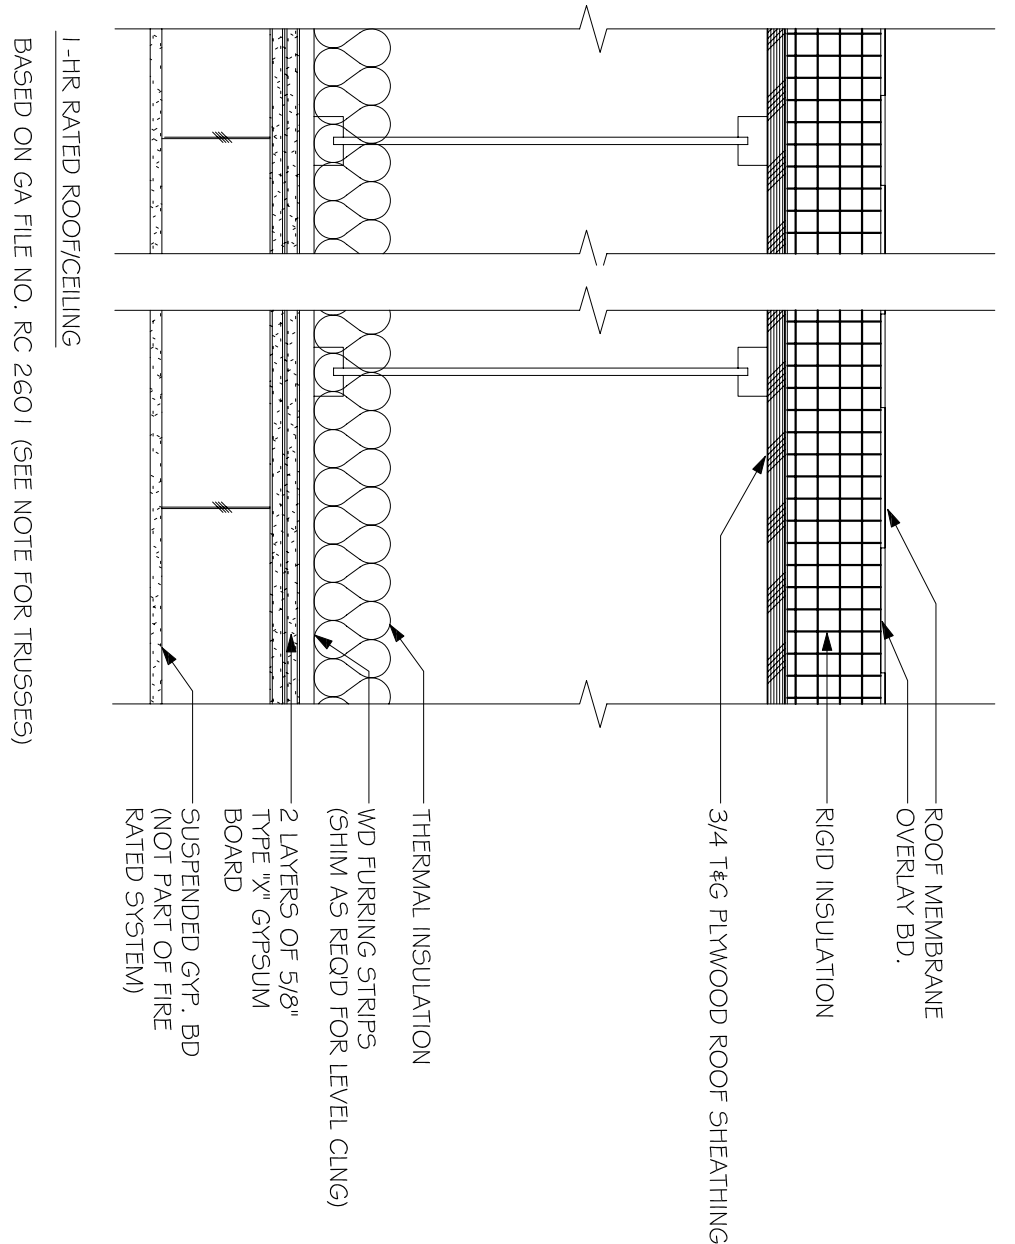 ROOF MEMBRANE
OVERLAY BD.
RIGID INSULATION
3/4 T&G PLYWOOD ROOF SHEATHING
THERMAL INSULATION
WD FURRING STRIPS
(SHIM AS REQ'D FOR LEVEL CLNG)
2 LAYERS OF 5/8"
TYPE "X" GYPSUM
BOARD
SUSPENDED GYP. BD
(NOT PART OF FIRE
RATED SYSTEM)
1-HR RATED ROOF/CEILING
BASED ON GA FILE NO. RC 2601 (SEE NOTE FOR TRUSSES)